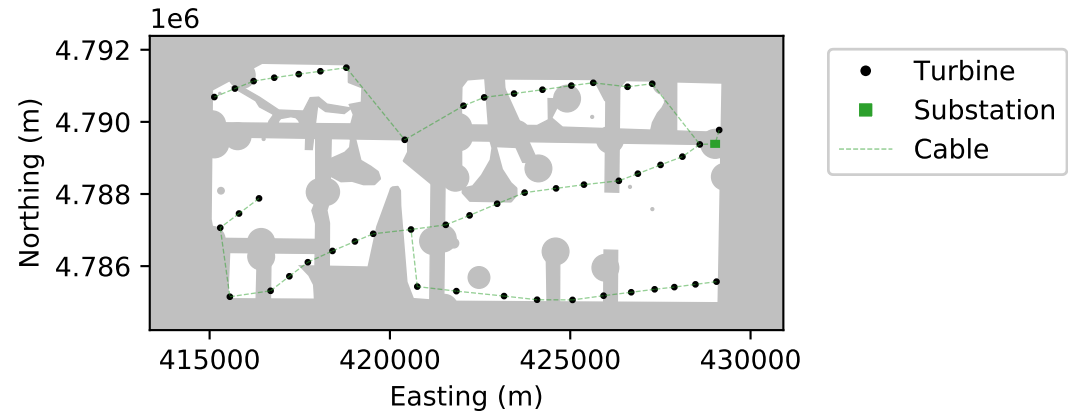 1e6
4.792
4.790
4.788
4.786
Northing (m)
415000 420000 425000 430000
Easting (m)
Turbine
Substation
Cable